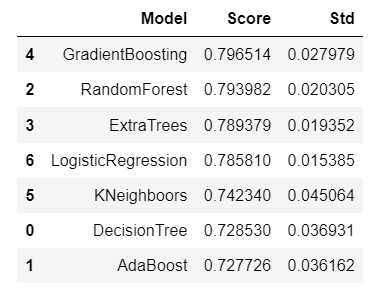 Model Score Std
4 GradientBoosting 0.796514 0.027979
2 RandomForest 0.793982 0.020305
3 ExtraTrees 0.789379 0.019352
6 LogisticRegression 0.785810 0.015385
5 KNeighboors 0.742340 0.045064
0 DecisionTree 0.728530 0.036931
1 AdaBoost 0.727726 0.036162